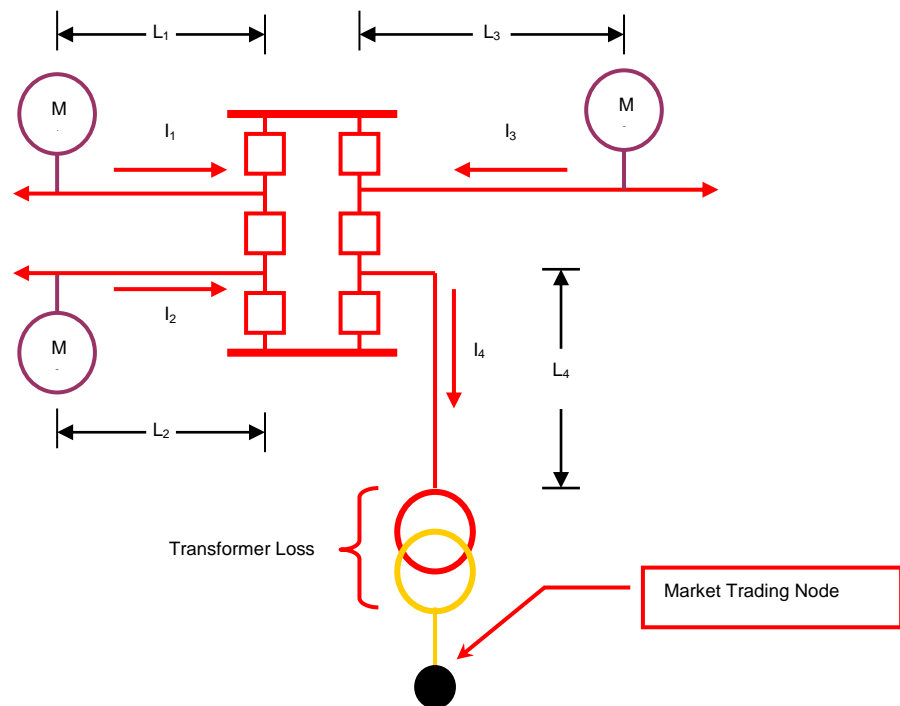 L₁
L₃
M
M
I₁
I₃
I₂
M
I₄
L₄
L₂
Transformer Loss
Market Trading Node